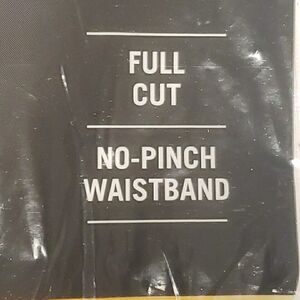 FULL
CUT
NO-PINCH
WAISTBAND